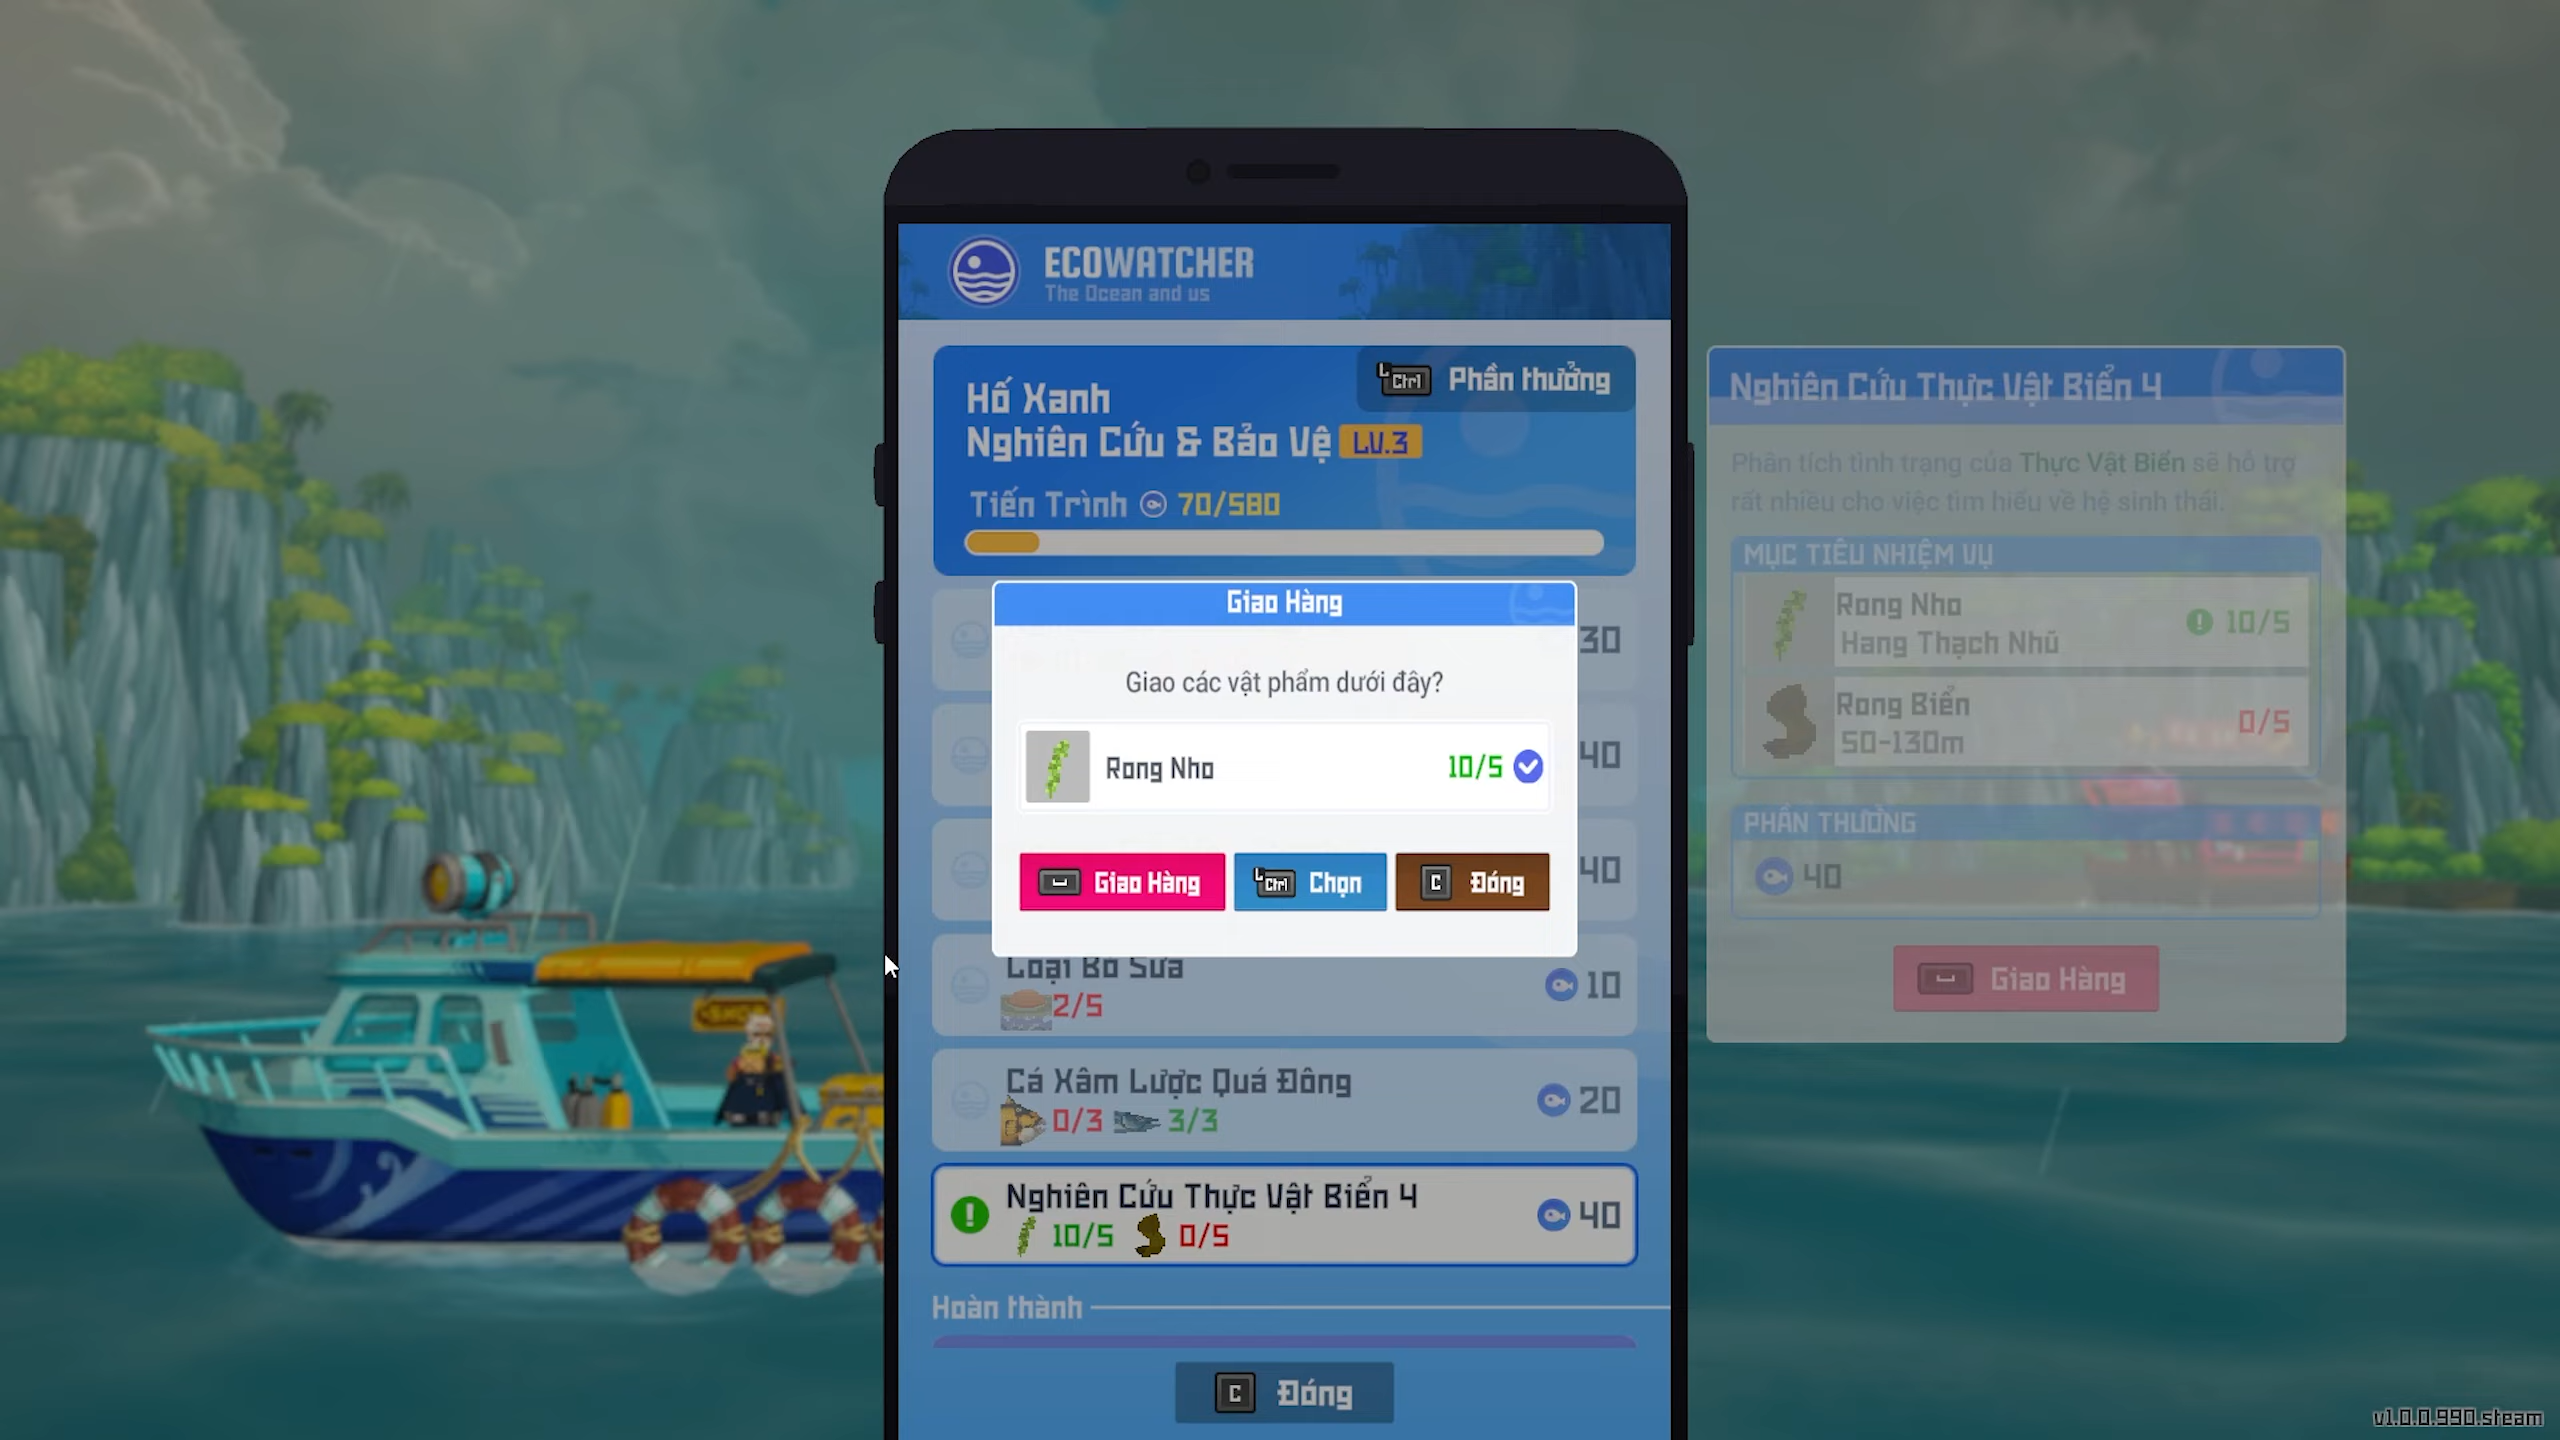 ECOWATCHER
The Ocean and us
L Ctrl Phần thưởng
Hố Xanh
Nghiên Cứu & Bảo Vệ LV.3
Tiến Trình 70/580
30
40
40
Giao Hàng
Giao các vật phẩm dưới đây?
Rong Nho 10/5
Giao Hàng
L Ctrl Chọn
C Đóng
Loại Bỏ Sứa 10
2/5
Cá Xâm Lược Quá Đông 20
0/3 3/3
Nghiên Cứu Thực Vật Biển 4 40
10/5 0/5
Hoàn thành
C Đóng
Nghiên Cứu Thực Vật Biển 4
Phân tích tình trạng của Thực Vật Biển sẽ hỗ trợ
rất nhiều cho việc tìm hiểu về hệ sinh thái.
MỤC TIÊU NHIỆM VỤ
Rong Nho
Hang Thạch Nhũ
10/5
Rong Biển
50-130m
0/5
PHẦN THƯỞNG
40
Giao Hàng
v1.0.0.990.steam